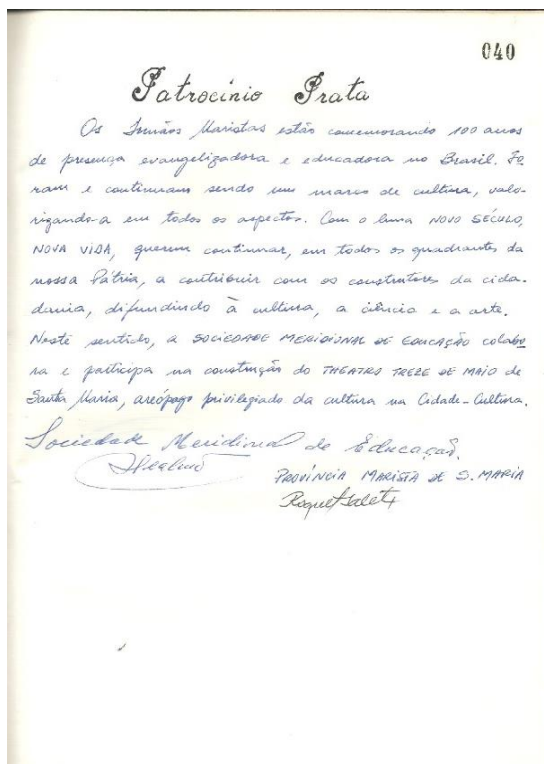 040
Patrocínio Prata
Os Irmãos Maristas estão comemorando 100 anos
de presença evangelizadora e educadora no Brasil. Fo
ram e continuam sendo um marco de cultura, valo-
rizando-a em todos os aspectos. Com o lema NOVO SÉCULO,
NOVA VIDA, querem continuar, em todos os quadrantes da
nossa Pátria, a contribuir com os construtores da cida-
dania, difundindo à cultura, a ciência e a arte.
Neste sentido, a SOCIEDADE MERIDIONAL DE EDUCAÇÃO colabo
ra e participa na construção do THEATRO TREZE DE MAIO de
Santa Maria, areópago privilegiado da cultura na Cidade-Cultura.
Sociedade Meridional de Educação.
PROVÍNCIA MARISTA DE S. MARIA